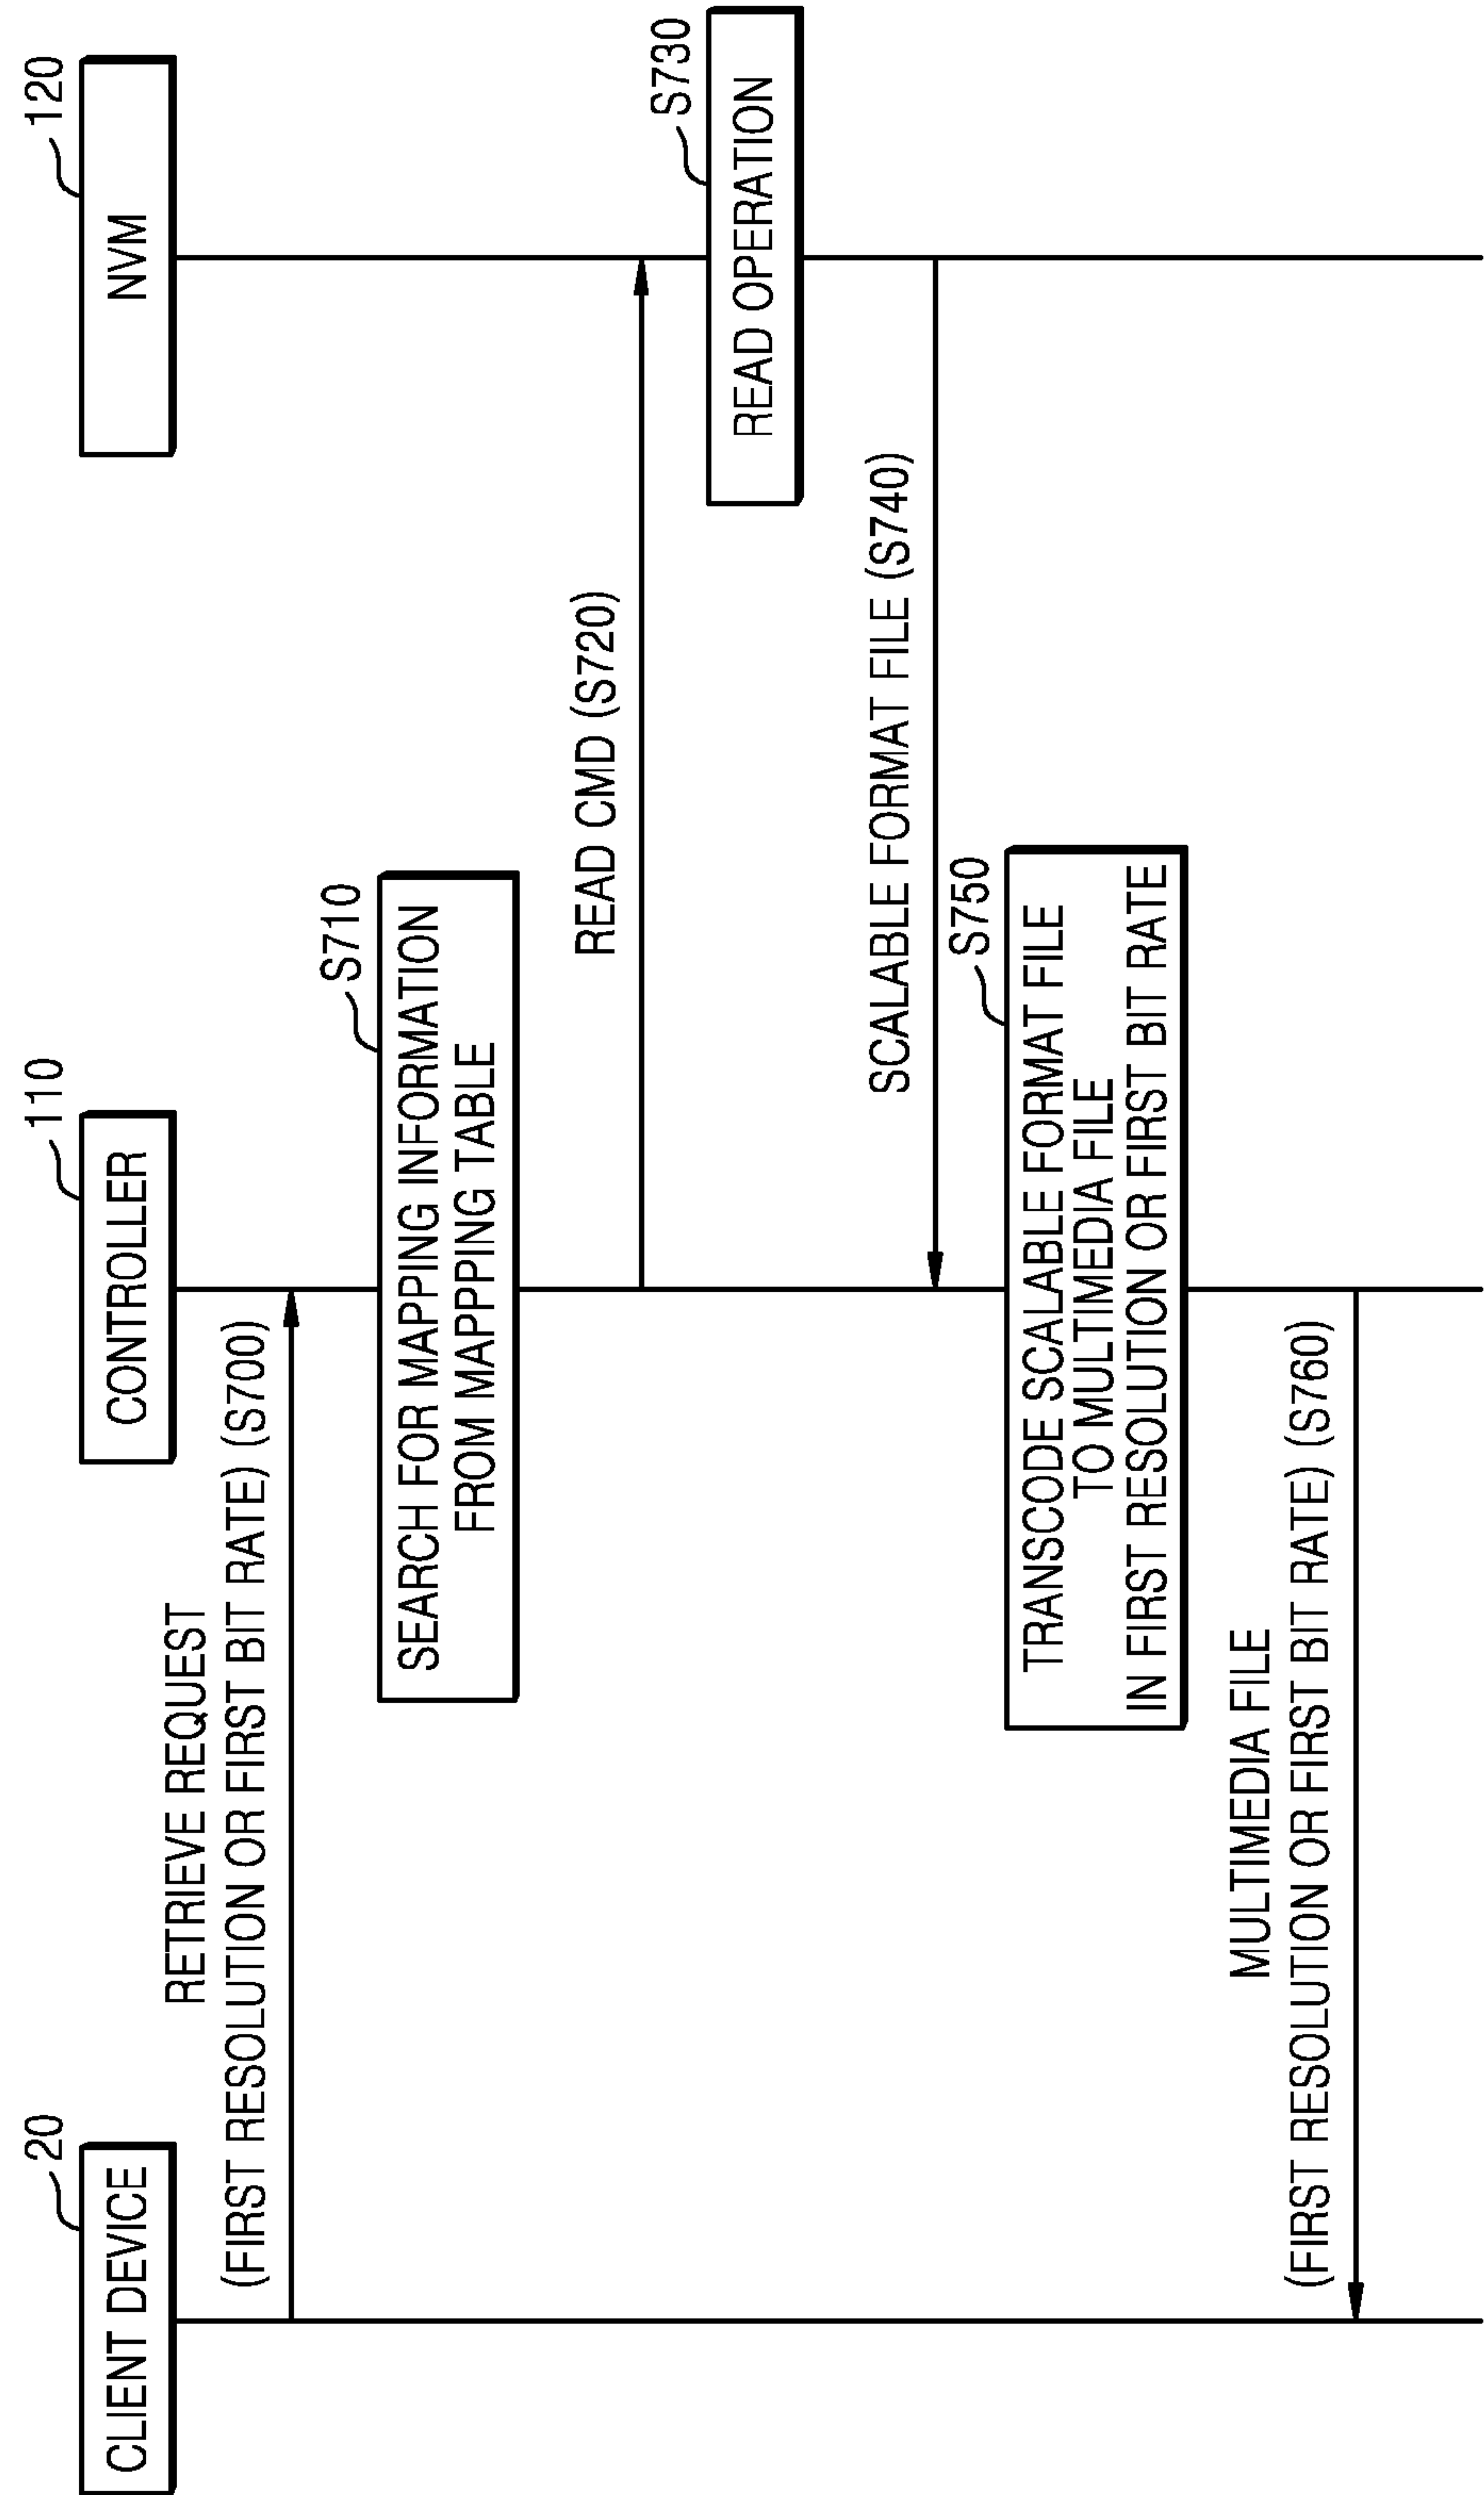 20
CLIENT DEVICE
110
CONTROLLER
120
NVM
RETRIEVE REQUEST
(FIRST RESOLUTION OR FIRST BIT RATE) (S700)
S710
SEARCH FOR MAPPING INFORMATION
FROM MAPPING TABLE
READ CMD (S720)
S730
READ OPERATION
SCALABLE FORMAT FILE (S740)
S750
TRANSCODE SCALABLE FORMAT FILE
TO MULTIMEDIA FILE
IN FIRST RESOLUTION OR FIRST BIT RATE
MULTIMEDIA FILE
(FIRST RESOLUTION OR FIRST BIT RATE) (S760)